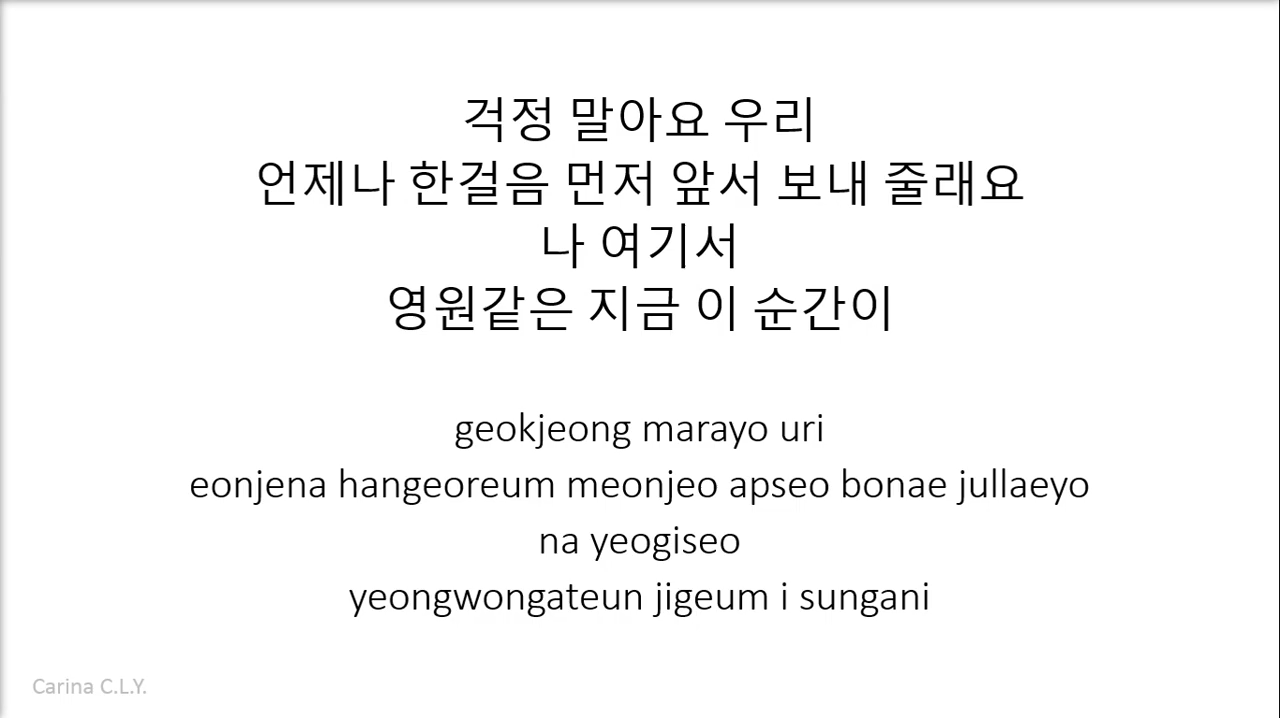 걱정 말아요 우리
언제나 한걸음 먼저 앞서 보내 줄래요
나 여기서
영원같은 지금 이 순간이
geokjeong marayo uri
eonjena hangeoreum meonjeo apseo bonae jullaeyo
na yeogiseo
yeongwongateun jigeum i sungani
Carina C.L.Y.